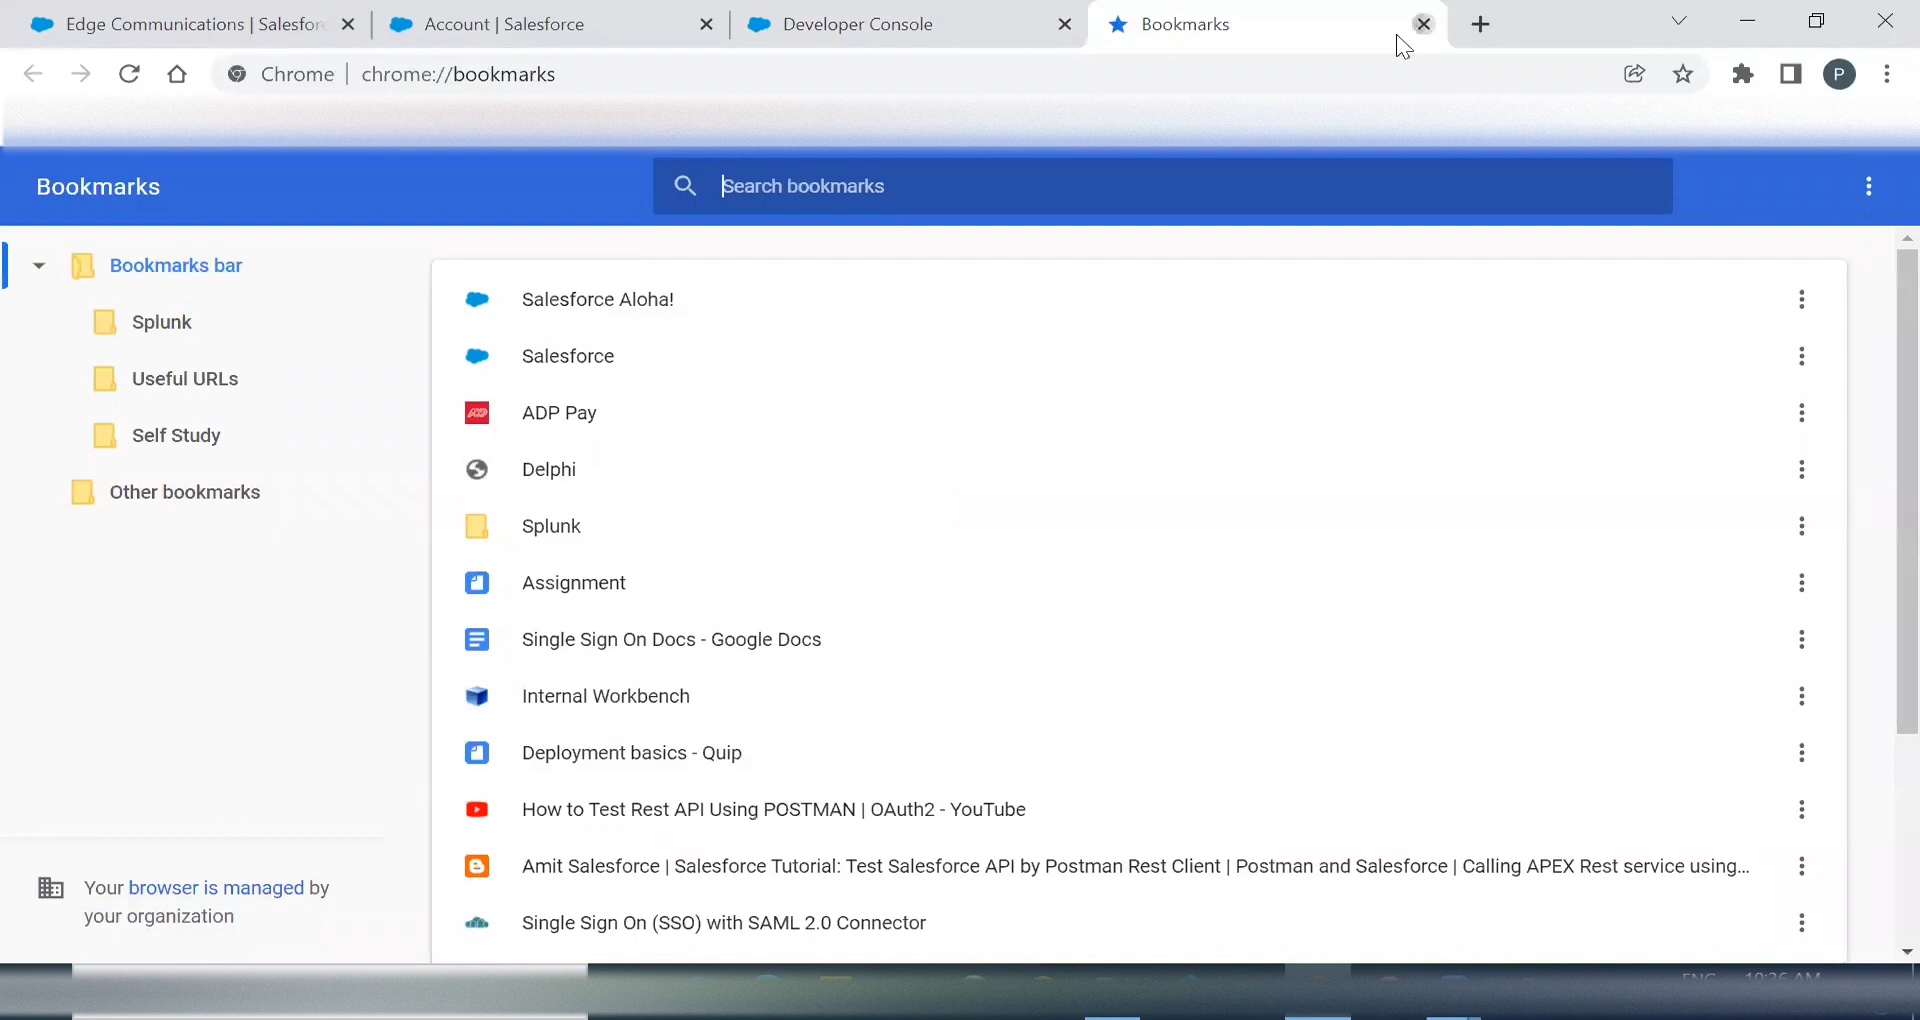 Edge Communications | Salesfor
Account | Salesforce
Developer Console
Bookmarks
Chrome | chrome://bookmarks
P
Bookmarks
Search bookmarks
Bookmarks bar
Splunk
Useful URLs
Self Study
Other bookmarks
Salesforce Aloha!
Salesforce
ADP Pay
Delphi
Splunk
Assignment
Single Sign On Docs - Google Docs
Internal Workbench
Deployment basics - Quip
How to Test Rest API Using POSTMAN | OAuth2 - YouTube
Amit Salesforce | Salesforce Tutorial: Test Salesforce API by Postman Rest Client | Postman and Salesforce | Calling APEX Rest service using...
Single Sign On (SSO) with SAML 2.0 Connector
Your browser is managed by
your organization
ENG 10:36 AM